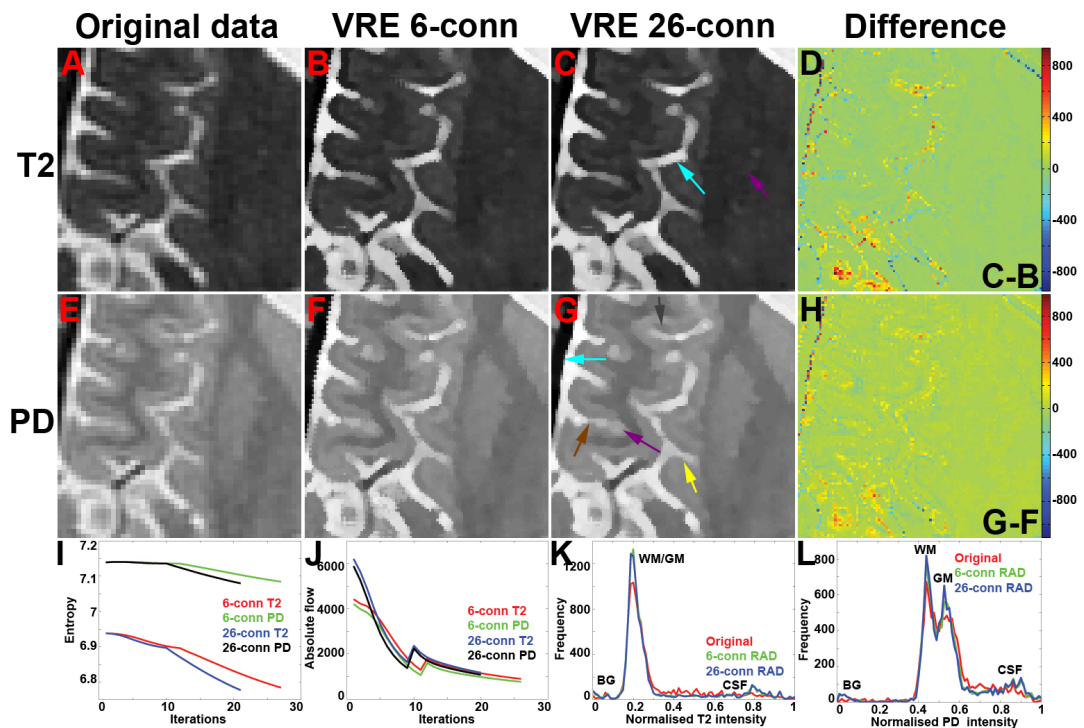 Original data VRE 6-conn VRE 26-conn Difference
T2
A B C D
800
400
0
-400
-800
C-B
PD
E F G H
800
400
0
-400
-800
G-F
I
7.2
7.1
7
6.9
6.8
Entropy
6-conn T2
6-conn PD
26-conn T2
26-conn PD
0 10 20 30
Iterations
J
6000
4000
2000
0
Absolute flow
6-conn T2
6-conn PD
26-conn T2
26-conn PD
0 10 20 30
Iterations
K
1200
800
400
0
Frequency
WM/GM
Original
6-conn RAD
26-conn RAD
BG
CSF
0 0.2 0.4 0.6 0.8 1
Normalised T2 intensity
L
800
600
400
200
0
Frequency
WM
GM
Original
6-conn RAD
26-conn RAD
BG
CSF
0 0.2 0.4 0.6 0.8 1
Normalised PD intensity